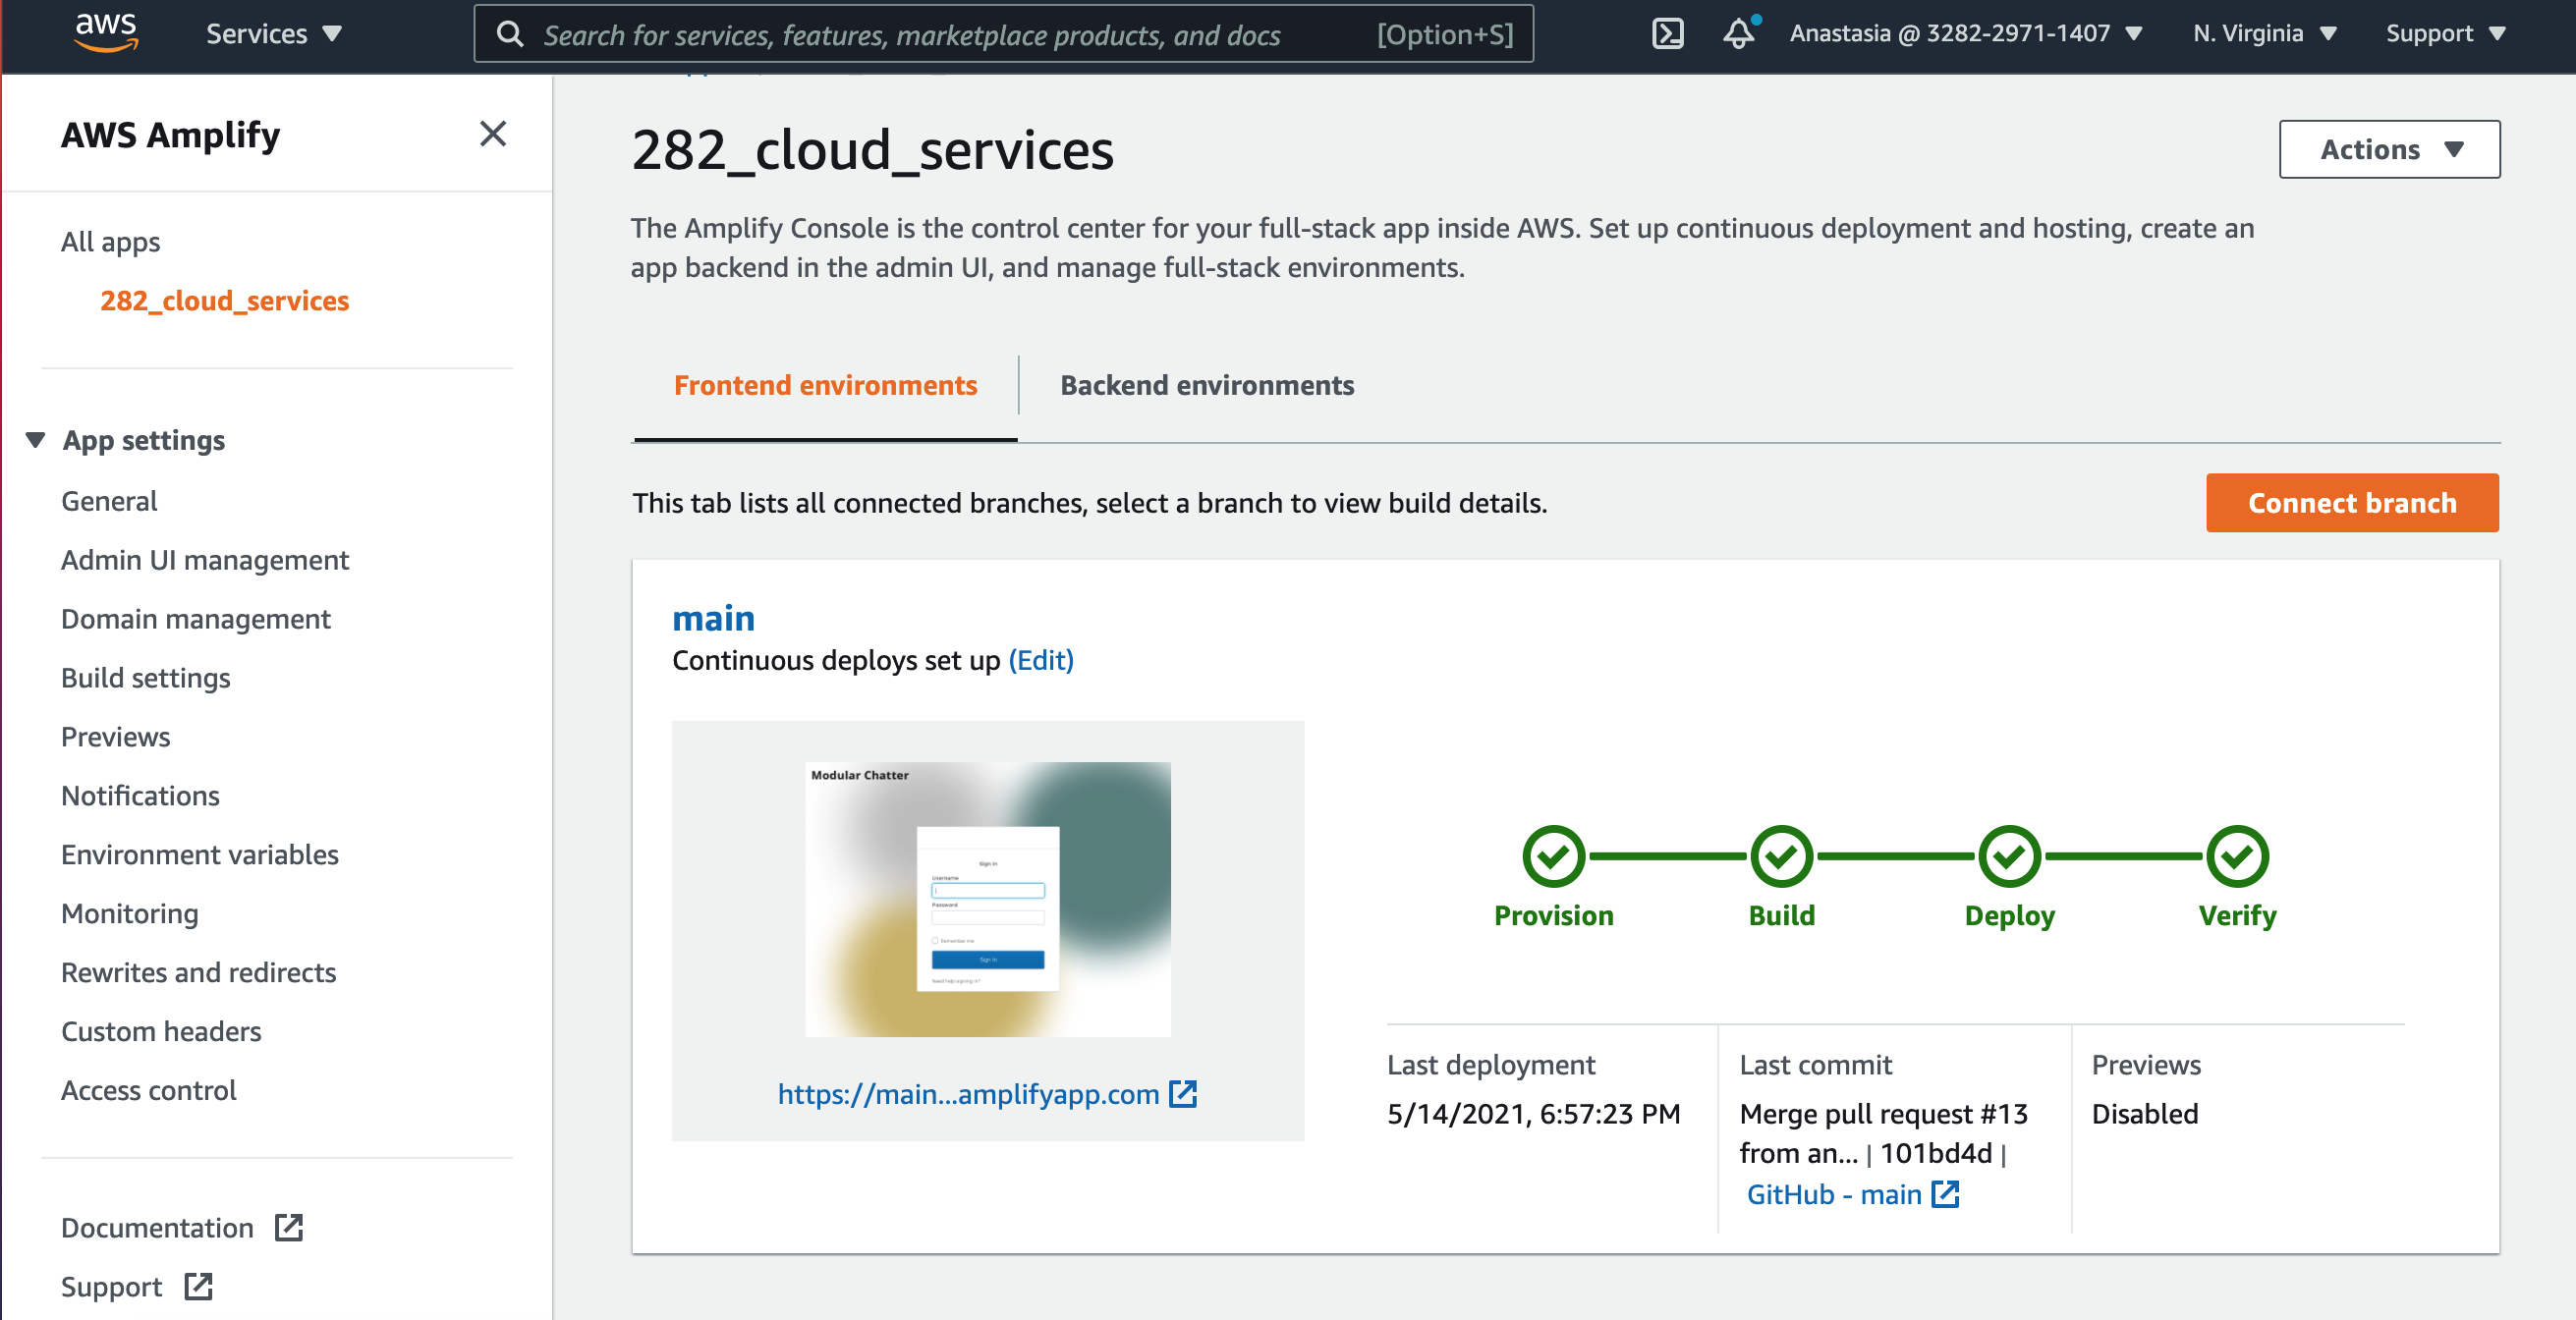 aws
Services
Search for services, features, marketplace products, and docs
[Option+S]
Anastasia @ 3282-2971-1407
N. Virginia
Support
AWS Amplify
All apps
282_cloud_services
App settings
General
Admin UI management
Domain management
Build settings
Previews
Notifications
Environment variables
Monitoring
Rewrites and redirects
Custom headers
Access control
Documentation
Support
282_cloud_services
Actions
The Amplify Console is the control center for your full-stack app inside AWS. Set up continuous deployment and hosting, create an
app backend in the admin UI, and manage full-stack environments.
Frontend environments
Backend environments
This tab lists all connected branches, select a branch to view build details.
Connect branch
main
Continuous deploys set up (Edit)
Modular Chatter
Sign In
Username
Password
Remember me
Sign In
Need help signing in?
https://main...amplifyapp.com
Provision
Build
Deploy
Verify
Last deployment
5/14/2021, 6:57:23 PM
Last commit
Merge pull request #13
from an... | 101bd4d |
GitHub - main
Previews
Disabled